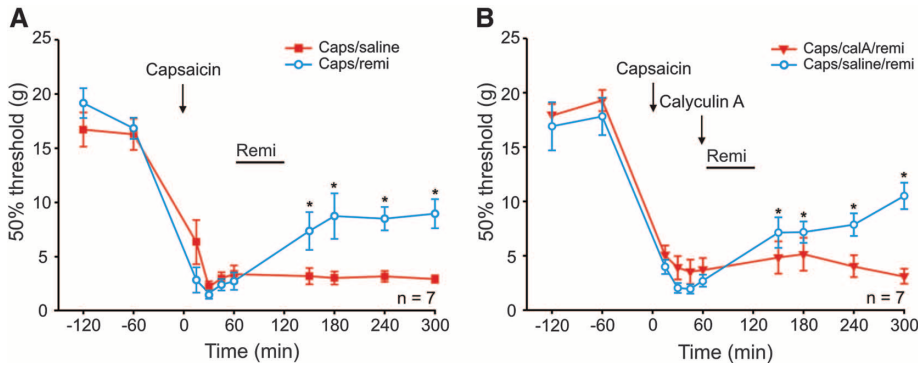 A
50% threshold (g)
25
20
15
10
5
0
Caps/saline
Caps/remi
Capsaicin
Remi
*
*
*
*
n = 7
-120 -60 0 60 120 180 240 300
Time (min)
B
50% threshold (g)
25
20
15
10
5
0
Caps/calA/remi
Caps/saline/remi
Capsaicin
Calyculin A
Remi
*
*
*
*
n = 7
-120 -60 0 60 120 180 240 300
Time (min)